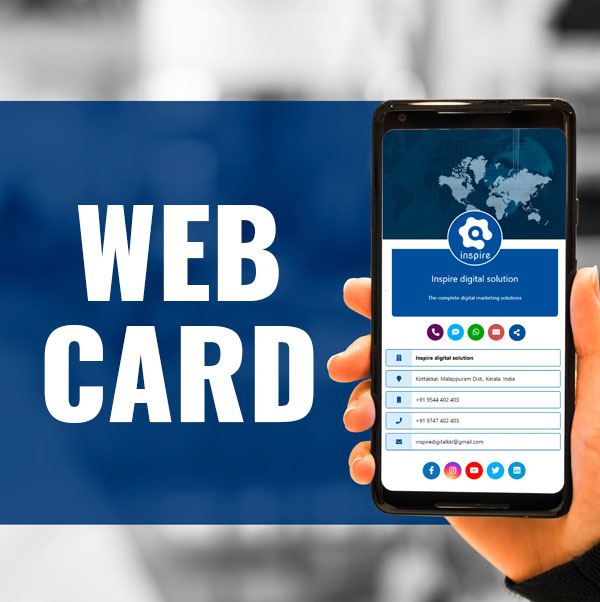 WEB
CARD
inspire
Inspire digital solution
The complete digital marketing solutions
Inspire digital solution
Kottakkal, Malappuram Dist., Kerala, India
+91 9544 402 403
+91 9747 402 403
inspiredigitalkkl@gmail.com